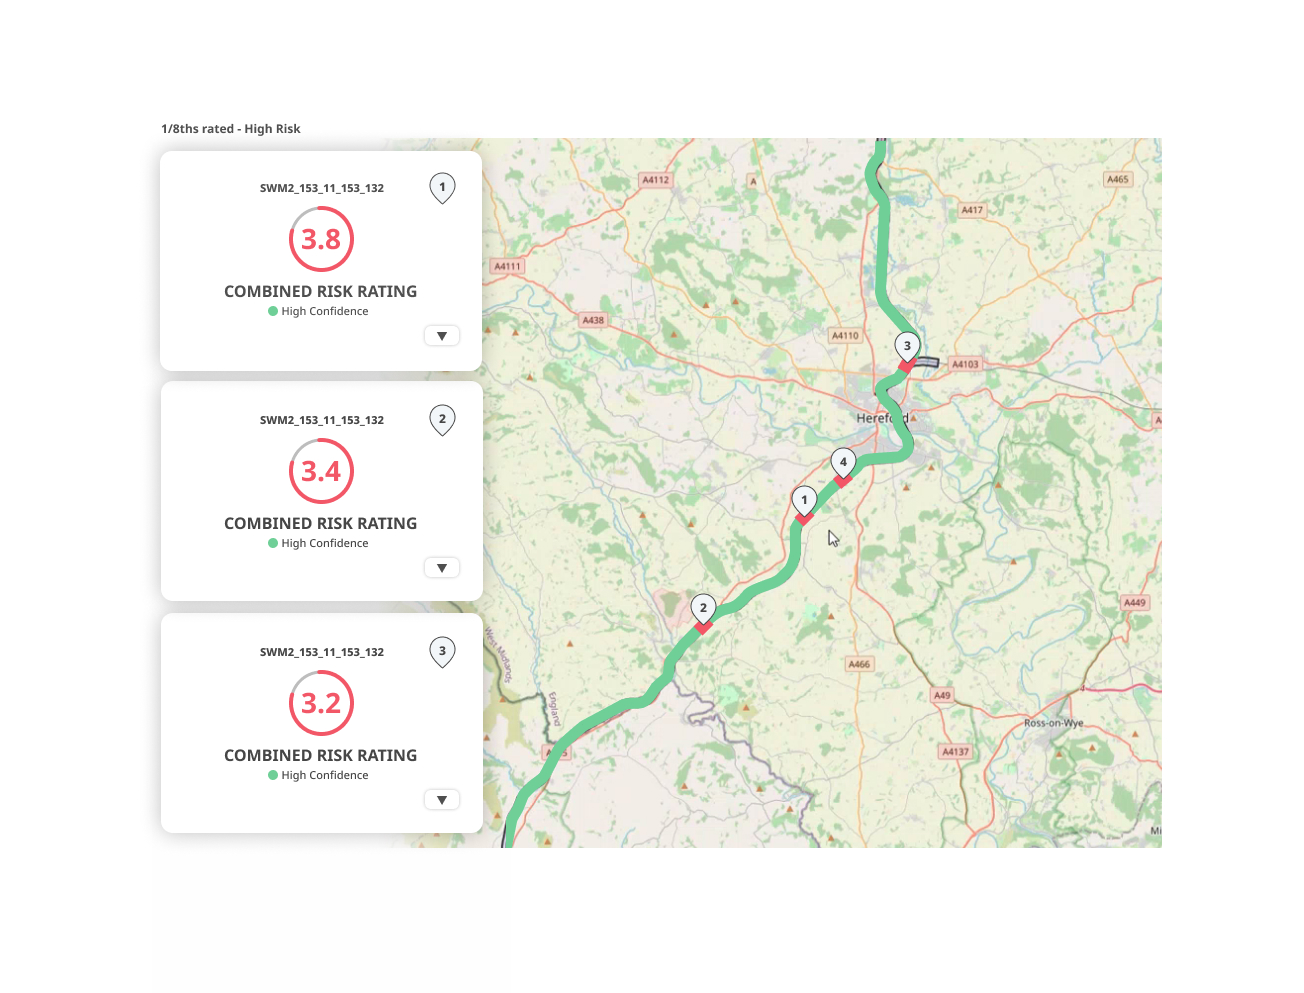 1/8ths rated - High Risk
SWM2_153_11_153_132
1
3.8
COMBINED RISK RATING
High Confidence
SWM2_153_11_153_132
2
3.4
COMBINED RISK RATING
High Confidence
SWM2_153_11_153_132
3
3.2
COMBINED RISK RATING
High Confidence
A4112
A
A465
A417
A4111
A438
A4110
3
A4103
Hereford
4
1
2
A449
West Midlands
England
A466
A49
4
Ross-on-Wye
A4137